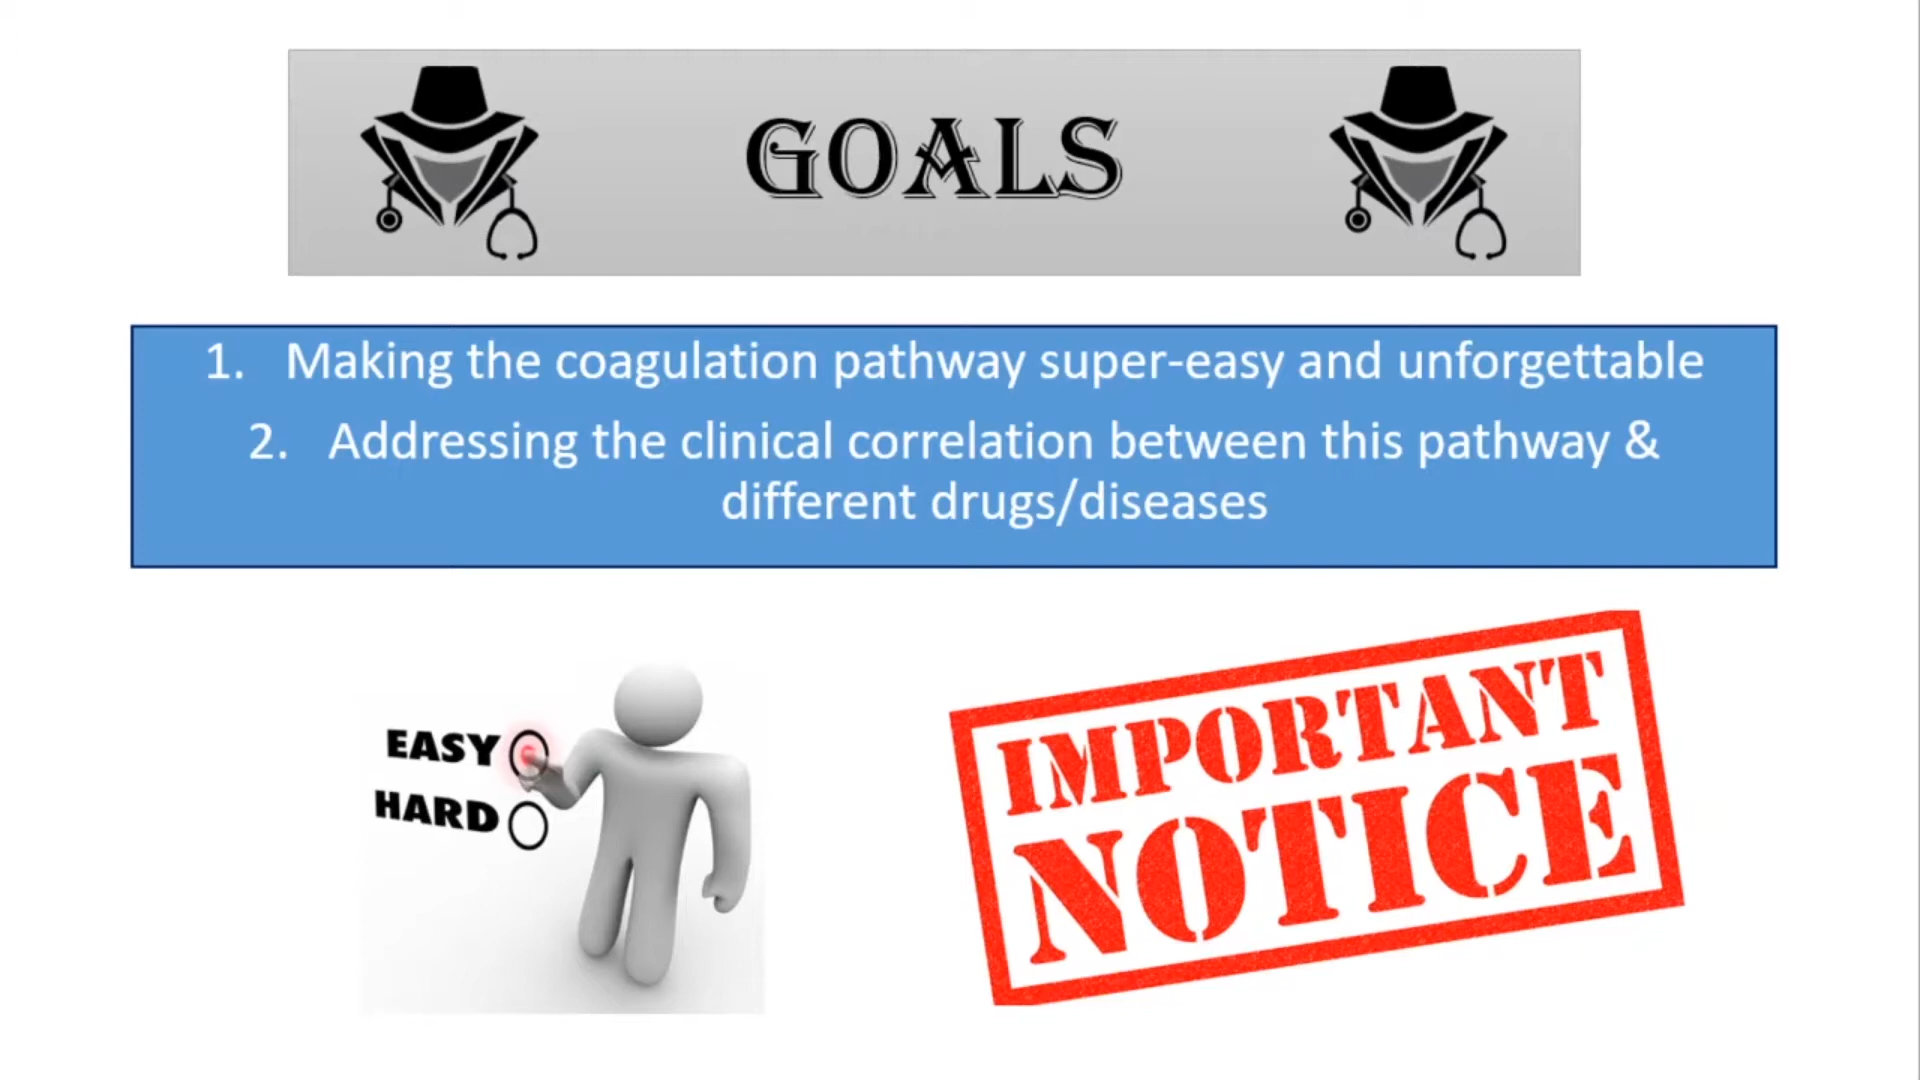 GOALS
1. Making the coagulation pathway super-easy and unforgettable
2. Addressing the clinical correlation between this pathway &
different drugs/diseases
EASY
HARD
IMPORTANT
NOTICE